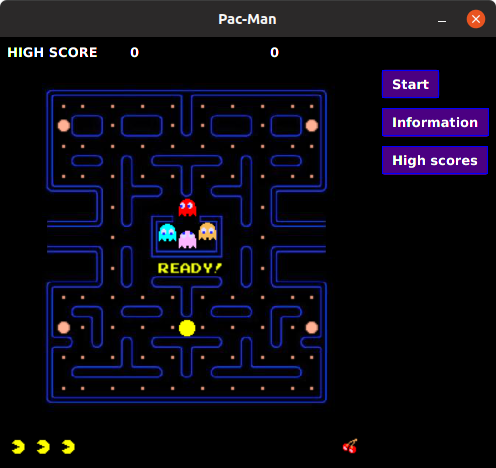 Pac-Man
HIGH SCORE 0 0
Start
Information
High scores
READY!